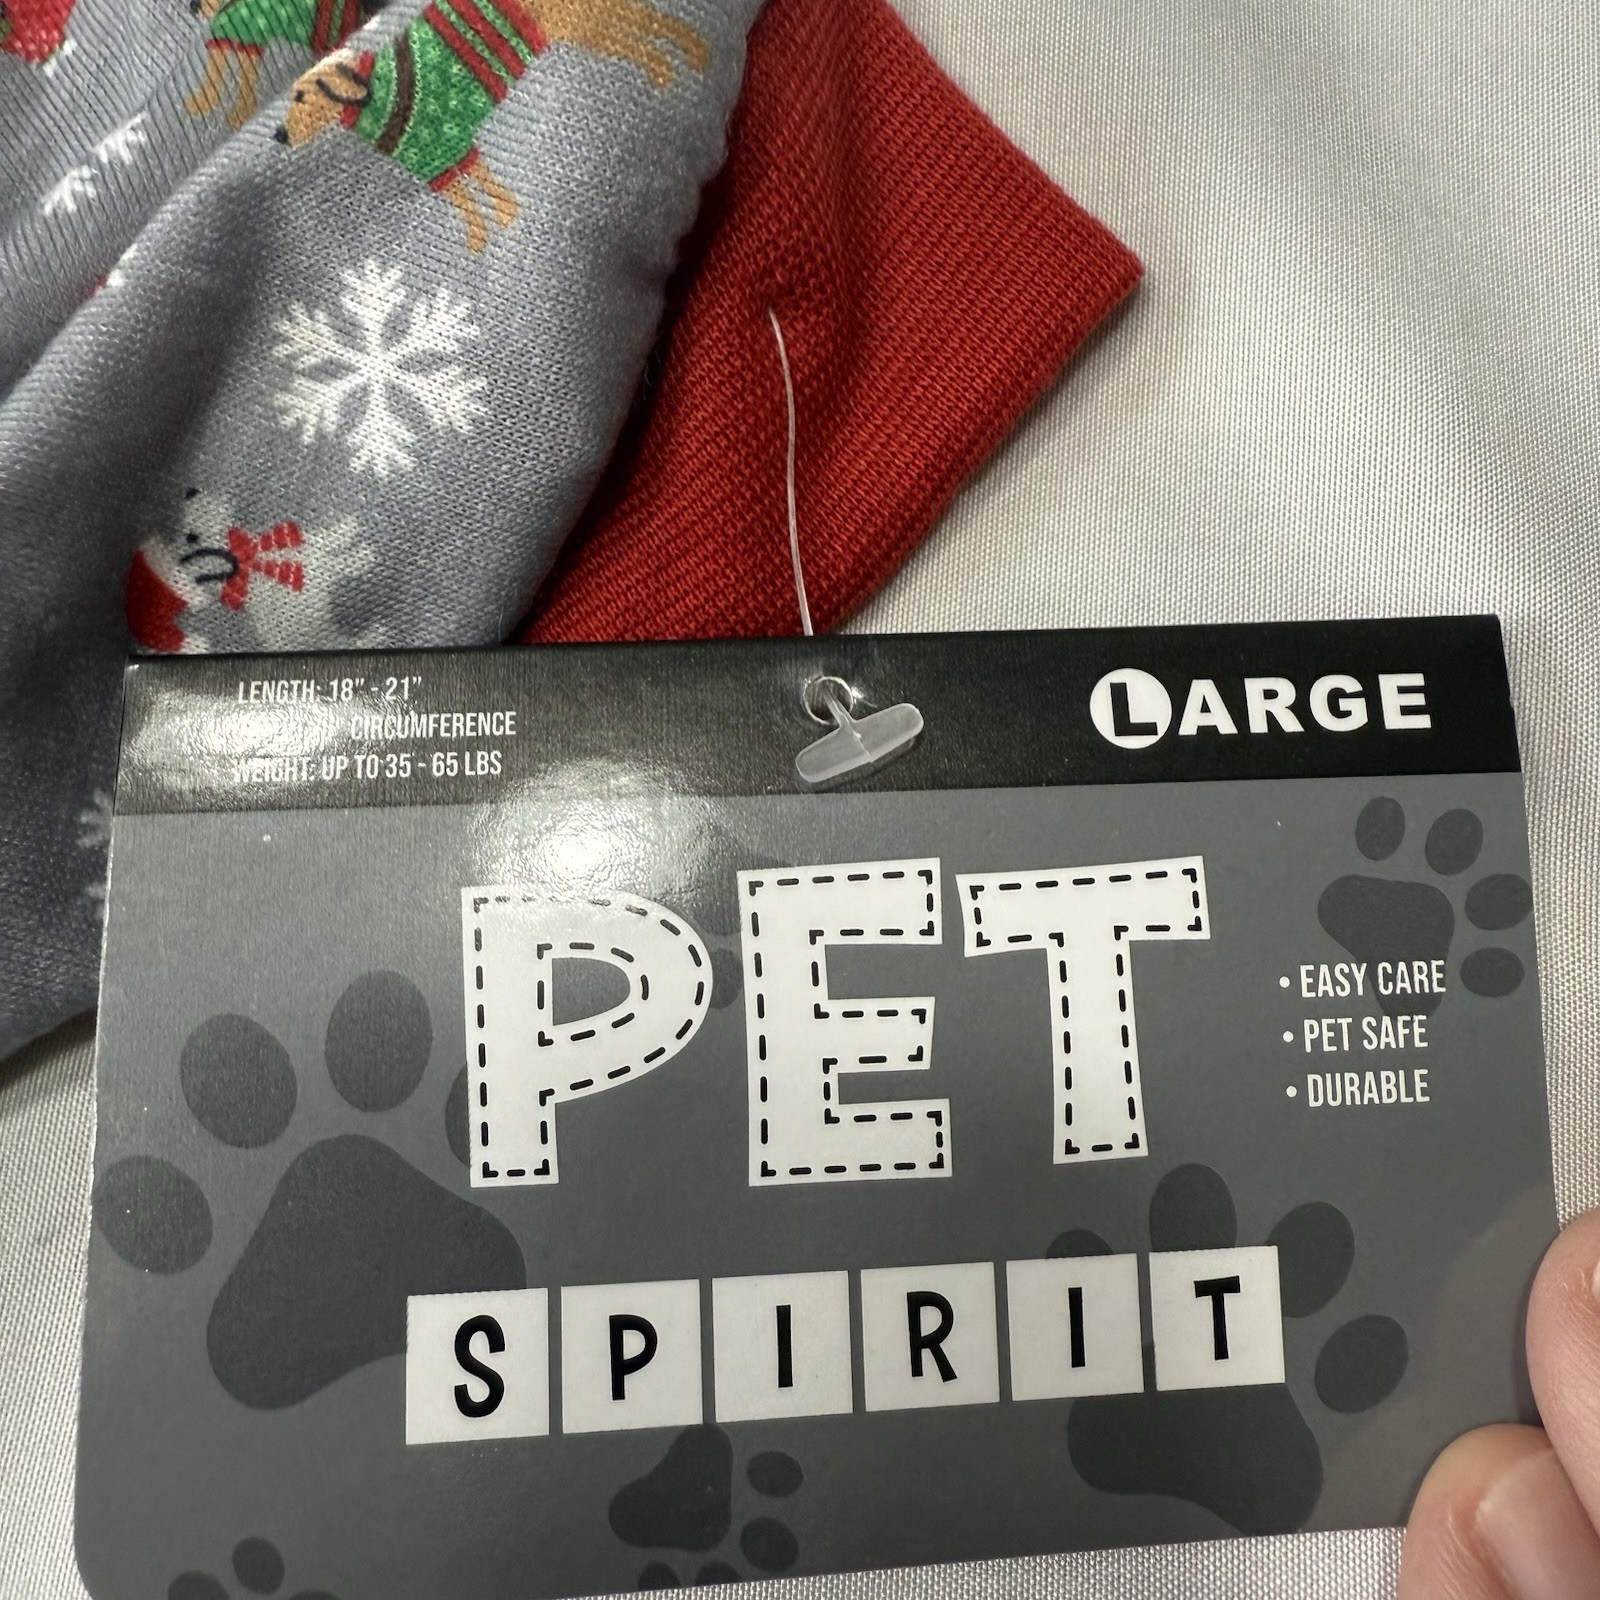 LENGTH: 18" - 21"
CIRCUMFERENCE
WEIGHT: UP TO 35 - 65 LBS
LARGE
PET
• EASY CARE
• PET SAFE
• DURABLE
SPIRIT